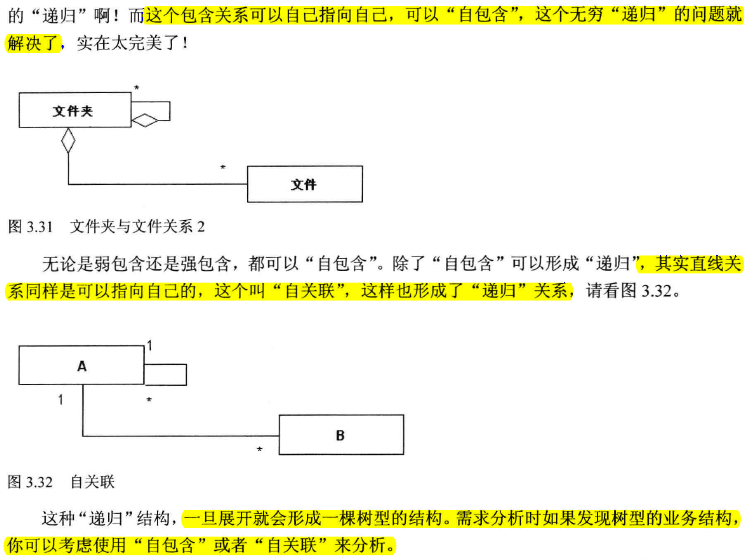 的“递归”啊！而这个包含关系可以自己指向自己，可以“自包含”，这个无穷“递归”的问题就
解决了，实在太完美了！
*
文件夹
*
文件
图 3.31 文件夹与文件关系 2
无论是弱包含还是强包含，都可以“自包含”。除了“自包含”可以形成“递归”，其实直线关
系同样是可以指向自己的，这个叫“自关联”，这样也形成了“递归”关系，请看图 3.32。
1
A
1 *
B
*
图 3.32 自关联
这种“递归”结构，一旦展开就会形成一棵树型的结构。需求分析时如果发现树型的业务结构，
你可以考虑使用“自包含”或者“自关联”来分析。